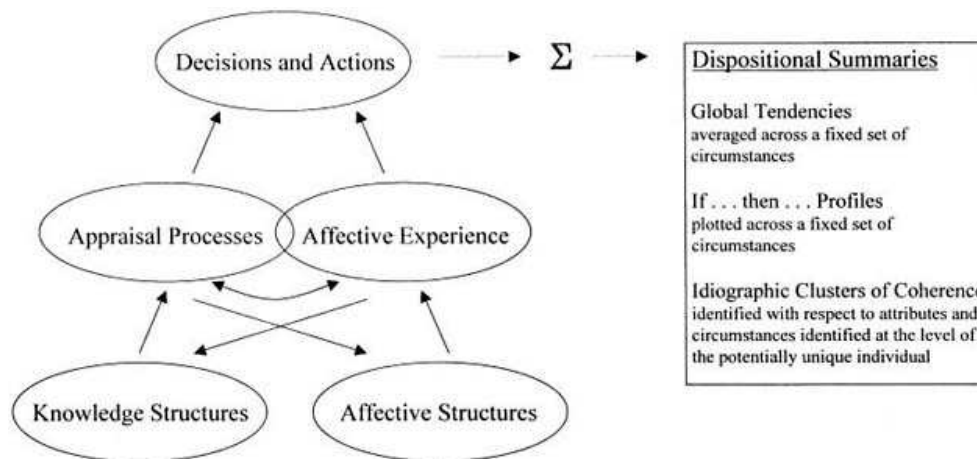 Decisions and Actions
Σ
Appraisal Processes
Affective Experience
Knowledge Structures
Affective Structures
Dispositional Summaries
Global Tendencies
averaged across a fixed set of
circumstances
If . . . then . . . Profiles
plotted across a fixed set of
circumstances
Idiographic Clusters of Coherence
identified with respect to attributes and
circumstances identified at the level of
the potentially unique individual